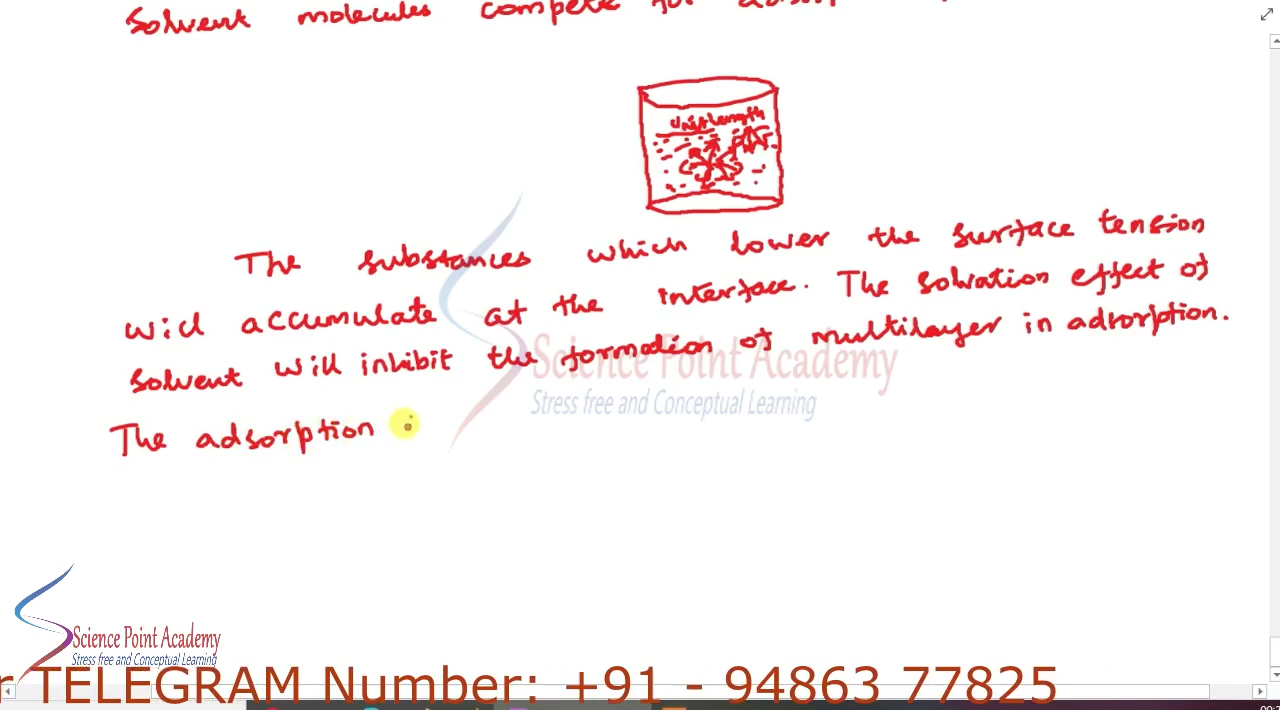 Solvent molecules compete for
unit length
The substances which lower the surface tension
will accumulate at the interface. The solvation effect of
solvent will inhibit the formation of multilayer in adsorption.
Science Point Academy
Stress free and Conceptual Learning
The adsorption
Science Point Academy
Stress free and Conceptual Learning
r TELEGRAM Number: +91 - 94863 77825